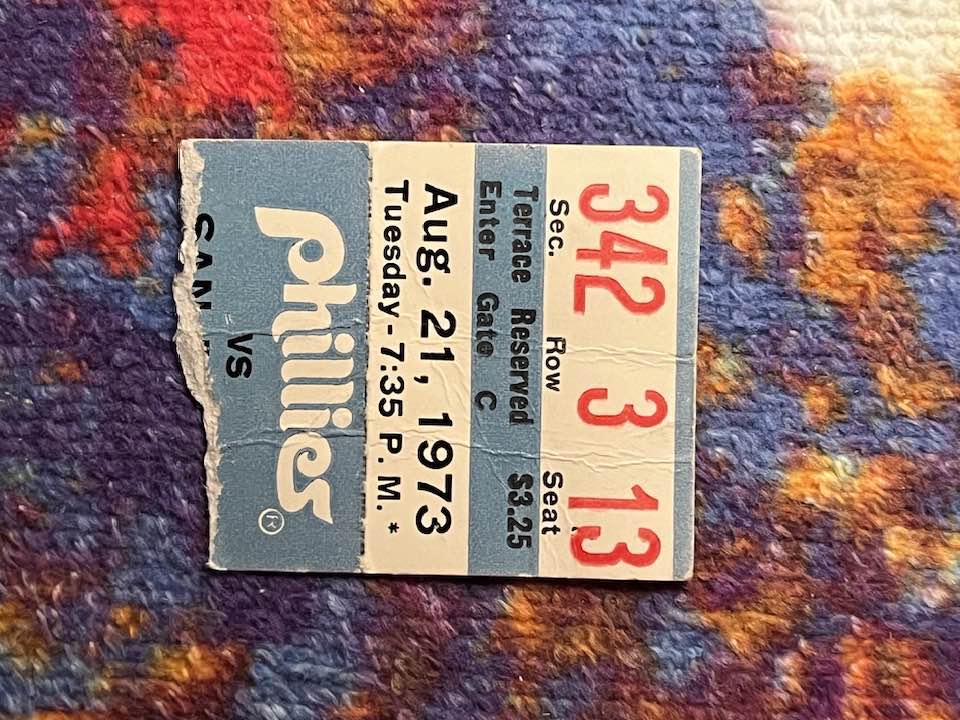 342 3 13
Sec. Row Seat
Terrace Reserved $3.25
Enter Gate C
Aug. 21, 1973
Tuesday - 7:35 P.M.*
Phillies ®
VS
SAN